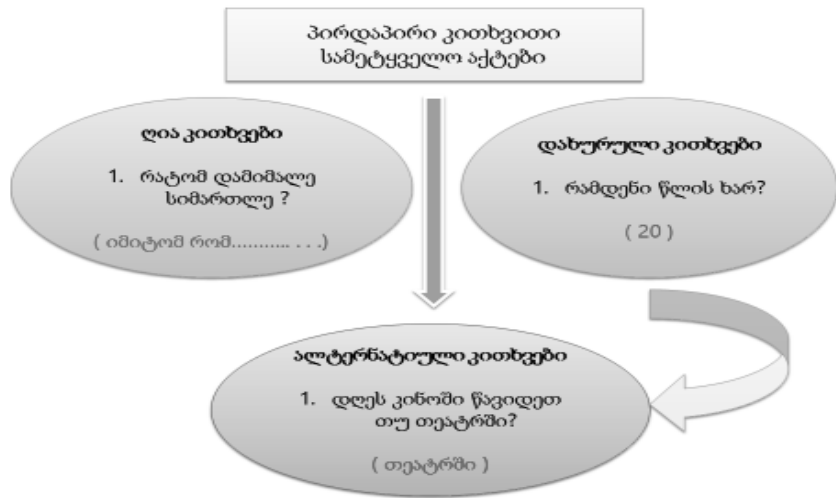 პირდაპირი კითხვითი
სამეტყველო აქტები
ღია კითხვები
1. რატომ დამიმალე
სიმართლე ?
( იმიტომ რომ........... . . .)
დახურული კითხვები
1. რამდენი წლის ხარ?
( 20 )
ალტერნატიული კითხვები
1. დღეს კინოში წავიდეთ
თუ თეატრში?
( თეატრში )